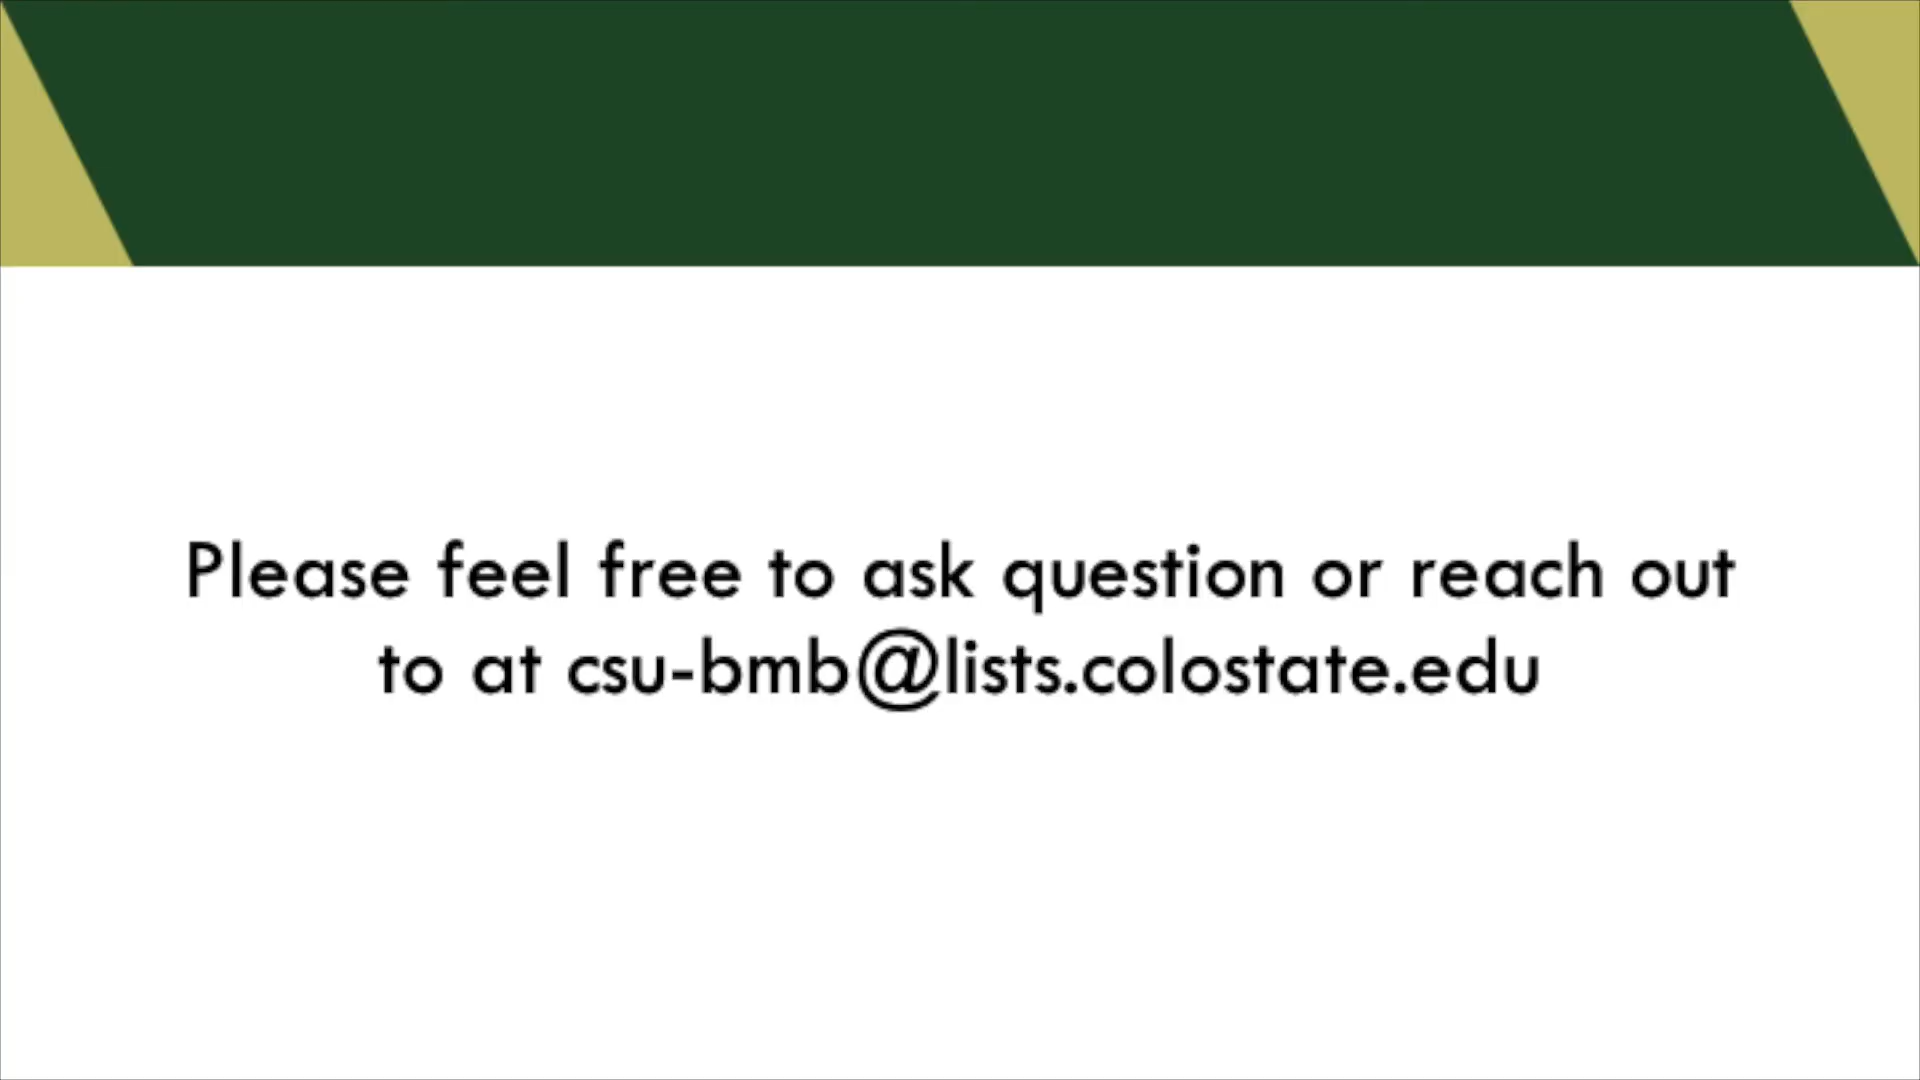 Please feel free to ask question or reach out
to at csu-bmb@lists.colostate.edu